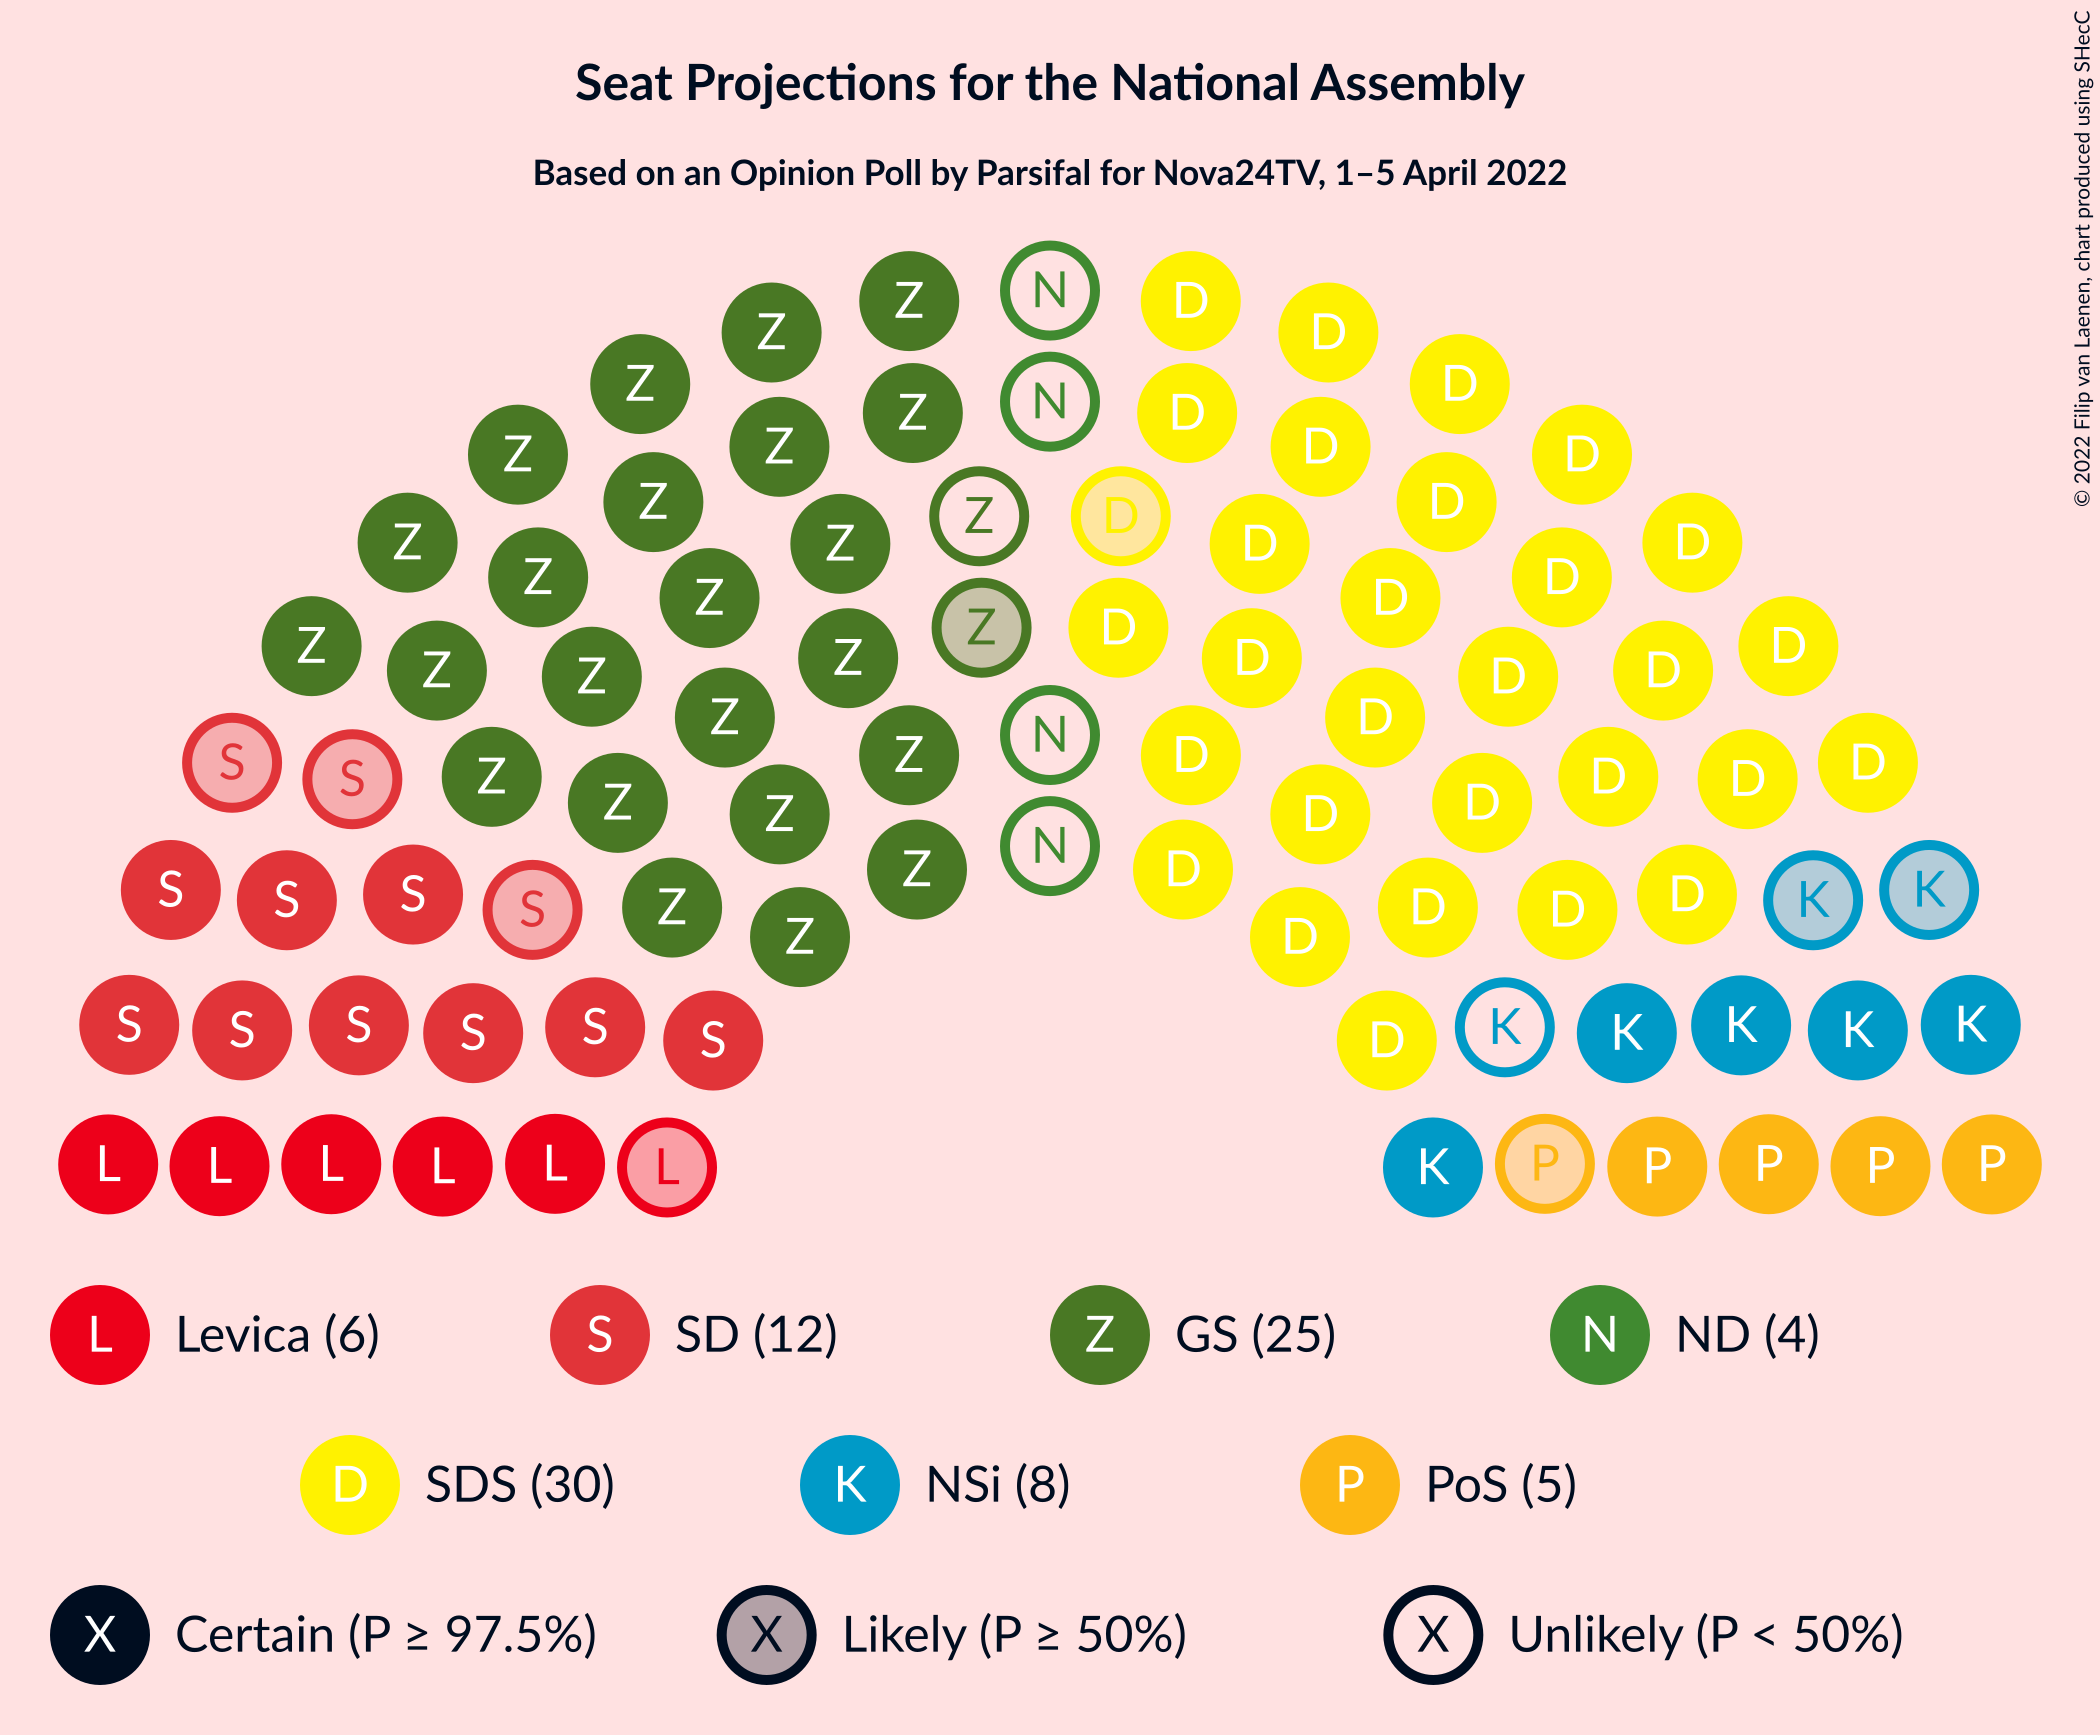 Seat Projections for the National Assembly
Based on an Opinion Poll by Parsifal for Nova24TV, 1–5 April 2022
© 2022 Filip van Laenen, chart produced using SHecC
N
Z D
Z D
Z D
Z N D
Z D
Z D
Z D
Z D
Z Z D D
Z D
Z D
Z D
Z D
Z D
Z D
Z D
Z D
Z D
Z N D
Z D
S D
S Z D D
Z D
Z D
N
Z D
S K
S D
S K
S Z D D
Z D
S K
S S S S S D K K K K K
L L L L L L K P P P P P
L Levica (6) S SD (12) Z GS (25) N ND (4)
D SDS (30) K NSi (8) P PoS (5)
X Certain (P ≥ 97.5%) X Likely (P ≥ 50%) X Unlikely (P < 50%)